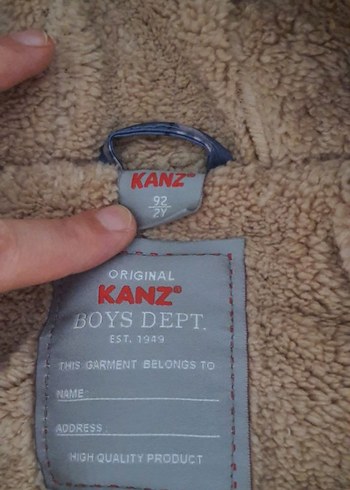 KANZ®
92
2Y
ORIGINAL
KANZ®
BOYS DEPT.
EST. 1949
THIS GARMENT BELONGS TO
NAME
ADDRESS
HIGH QUALITY PRODUCT